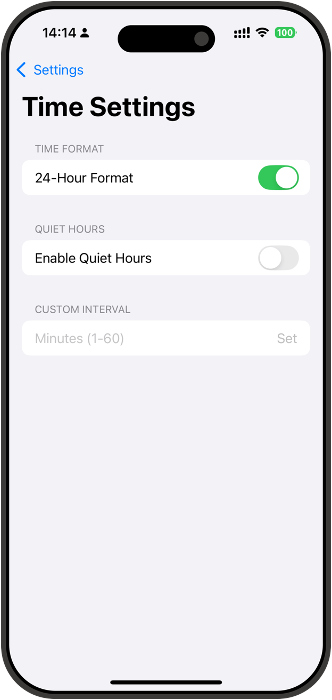 14:14 100
Settings
Time Settings
TIME FORMAT
24-Hour Format
QUIET HOURS
Enable Quiet Hours
CUSTOM INTERVAL
Minutes (1-60) Set